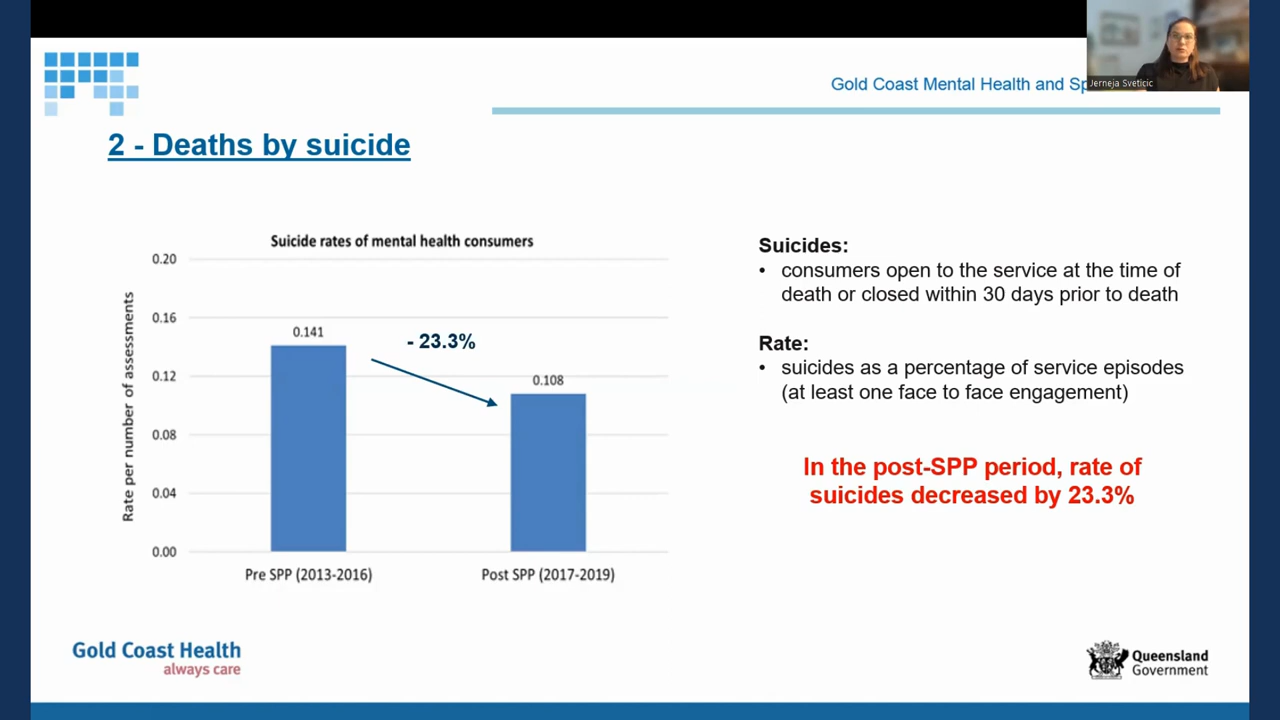 Gold Coast Mental Health and Sp
Jerneja Sveticic
2 - Deaths by suicide
Suicide rates of mental health consumers
Rate per number of assessments
0.20
0.16
0.12
0.08
0.04
0.00
0.141
- 23.3%
0.108
Pre SPP (2013-2016)
Post SPP (2017-2019)
Suicides:
• consumers open to the service at the time of
death or closed within 30 days prior to death
Rate:
• suicides as a percentage of service episodes
(at least one face to face engagement)
In the post-SPP period, rate of
suicides decreased by 23.3%
Gold Coast Health
always care
Queensland
Government